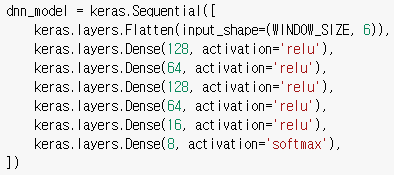 dnn_model = keras.Sequential([
    keras.layers.Flatten(input_shape=(WINDOW_SIZE, 6)),
    keras.layers.Dense(128, activation='relu'),
    keras.layers.Dense(64, activation='relu'),
    keras.layers.Dense(128, activation='relu'),
    keras.layers.Dense(64, activation='relu'),
    keras.layers.Dense(16, activation='relu'),
    keras.layers.Dense(8, activation='softmax'),
])